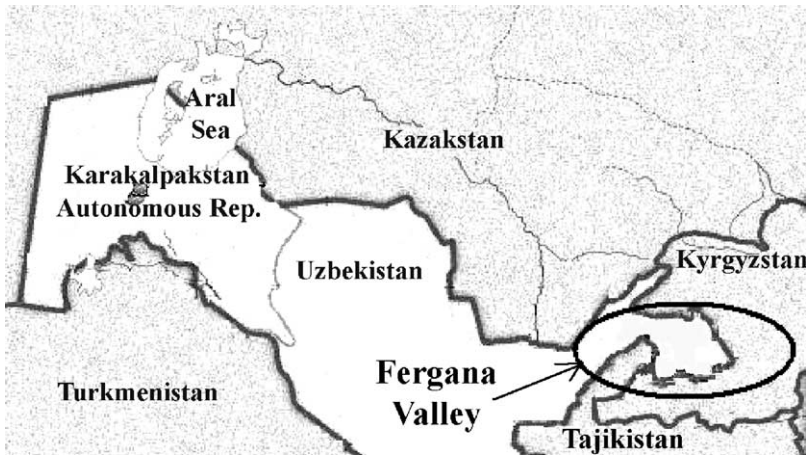 Aral
Sea
Kazakstan
Karakalpakstan
Autonomous Rep.
Uzbekistan
Kyrgyzstan
Fergana
Valley
Turkmenistan
Tajikistan